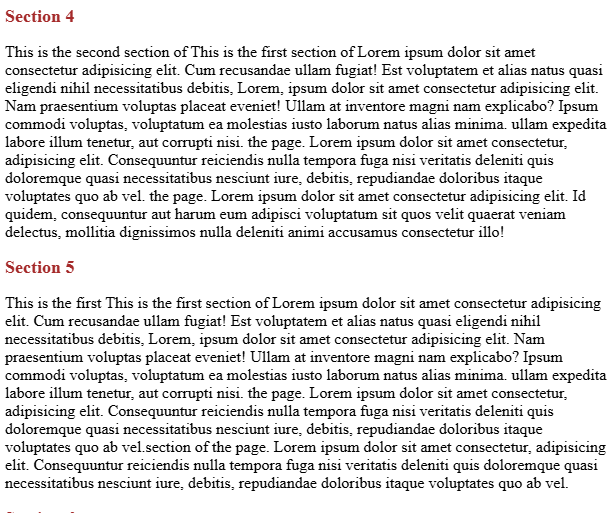 Section 4
This is the second section of This is the first section of Lorem ipsum dolor sit amet
consectetur adipisicing elit. Cum recusandae ullam fugiat! Est voluptatem et alias natus quasi
eligendi nihil necessitatibus debitis, Lorem, ipsum dolor sit amet consectetur adipisicing elit.
Nam praesentium voluptas placeat eveniet! Ullam at inventore magni nam explicabo? Ipsum
commodi voluptas, voluptatum ea molestias iusto laborum natus alias minima. ullam expedita
labore illum tenetur, aut corrupti nisi. the page. Lorem ipsum dolor sit amet consectetur,
adipisicing elit. Consequuntur reiciendis nulla tempora fuga nisi veritatis deleniti quis
doloremque quasi necessitatibus nesciunt iure, debitis, repudiandae doloribus itaque
voluptates quo ab vel. the page. Lorem ipsum dolor sit amet consectetur adipisicing elit. Id
quidem, consequuntur aut harum eum adipisci voluptatum sit quos velit quaerat veniam
delectus, mollitia dignissimos nulla deleniti animi accusamus consectetur illo!
Section 5
This is the first This is the first section of Lorem ipsum dolor sit amet consectetur adipisicing
elit. Cum recusandae ullam fugiat! Est voluptatem et alias natus quasi eligendi nihil
necessitatibus debitis, Lorem, ipsum dolor sit amet consectetur adipisicing elit. Nam
praesentium voluptas placeat eveniet! Ullam at inventore magni nam explicabo? Ipsum
commodi voluptas, voluptatum ea molestias iusto laborum natus alias minima. ullam expedita
labore illum tenetur, aut corrupti nisi. the page. Lorem ipsum dolor sit amet consectetur,
adipisicing elit. Consequuntur reiciendis nulla tempora fuga nisi veritatis deleniti quis
doloremque quasi necessitatibus nesciunt iure, debitis, repudiandae doloribus itaque
voluptates quo ab vel.section of the page. Lorem ipsum dolor sit amet consectetur, adipisicing
elit. Consequuntur reiciendis nulla tempora fuga nisi veritatis deleniti quis doloremque quasi
necessitatibus nesciunt iure, debitis, repudiandae doloribus itaque voluptates quo ab vel.